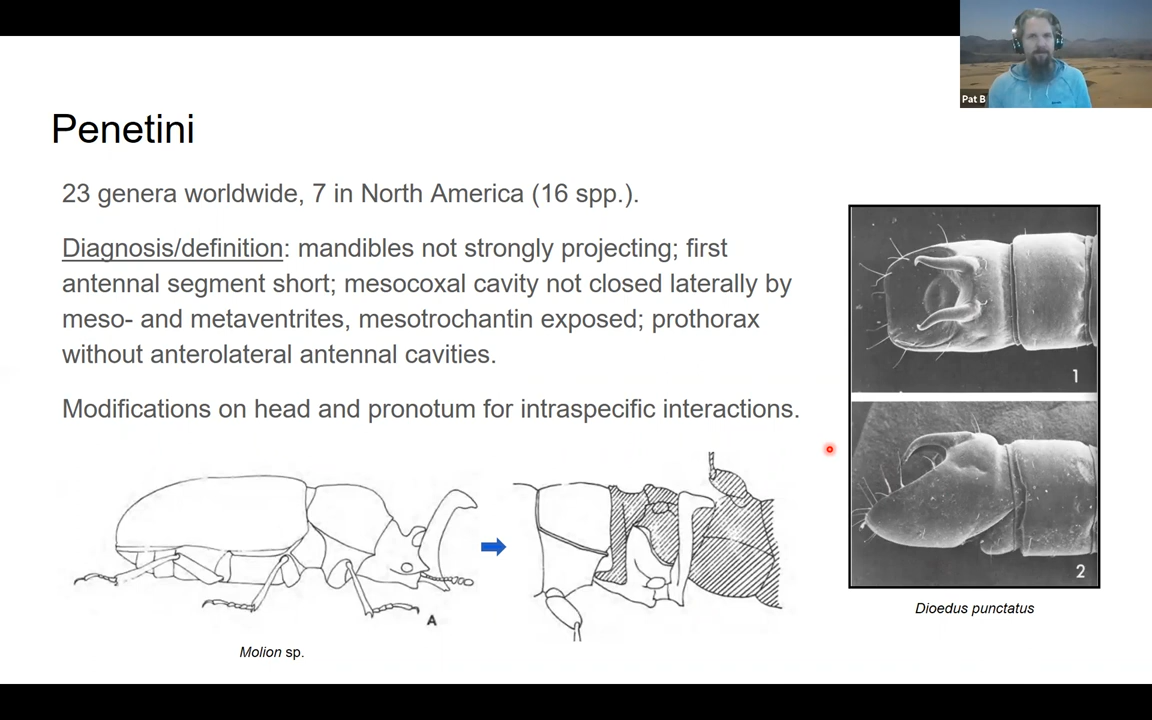 Pat B
Penetini
23 genera worldwide, 7 in North America (16 spp.).
Diagnosis/definition: mandibles not strongly projecting; first
antennal segment short; mesocoxal cavity not closed laterally by
meso- and metaventrites, mesotrochantin exposed; prothorax
without anterolateral antennal cavities.
Modifications on head and pronotum for intraspecific interactions.
A
Molion sp.
1
2
Dioedus punctatus